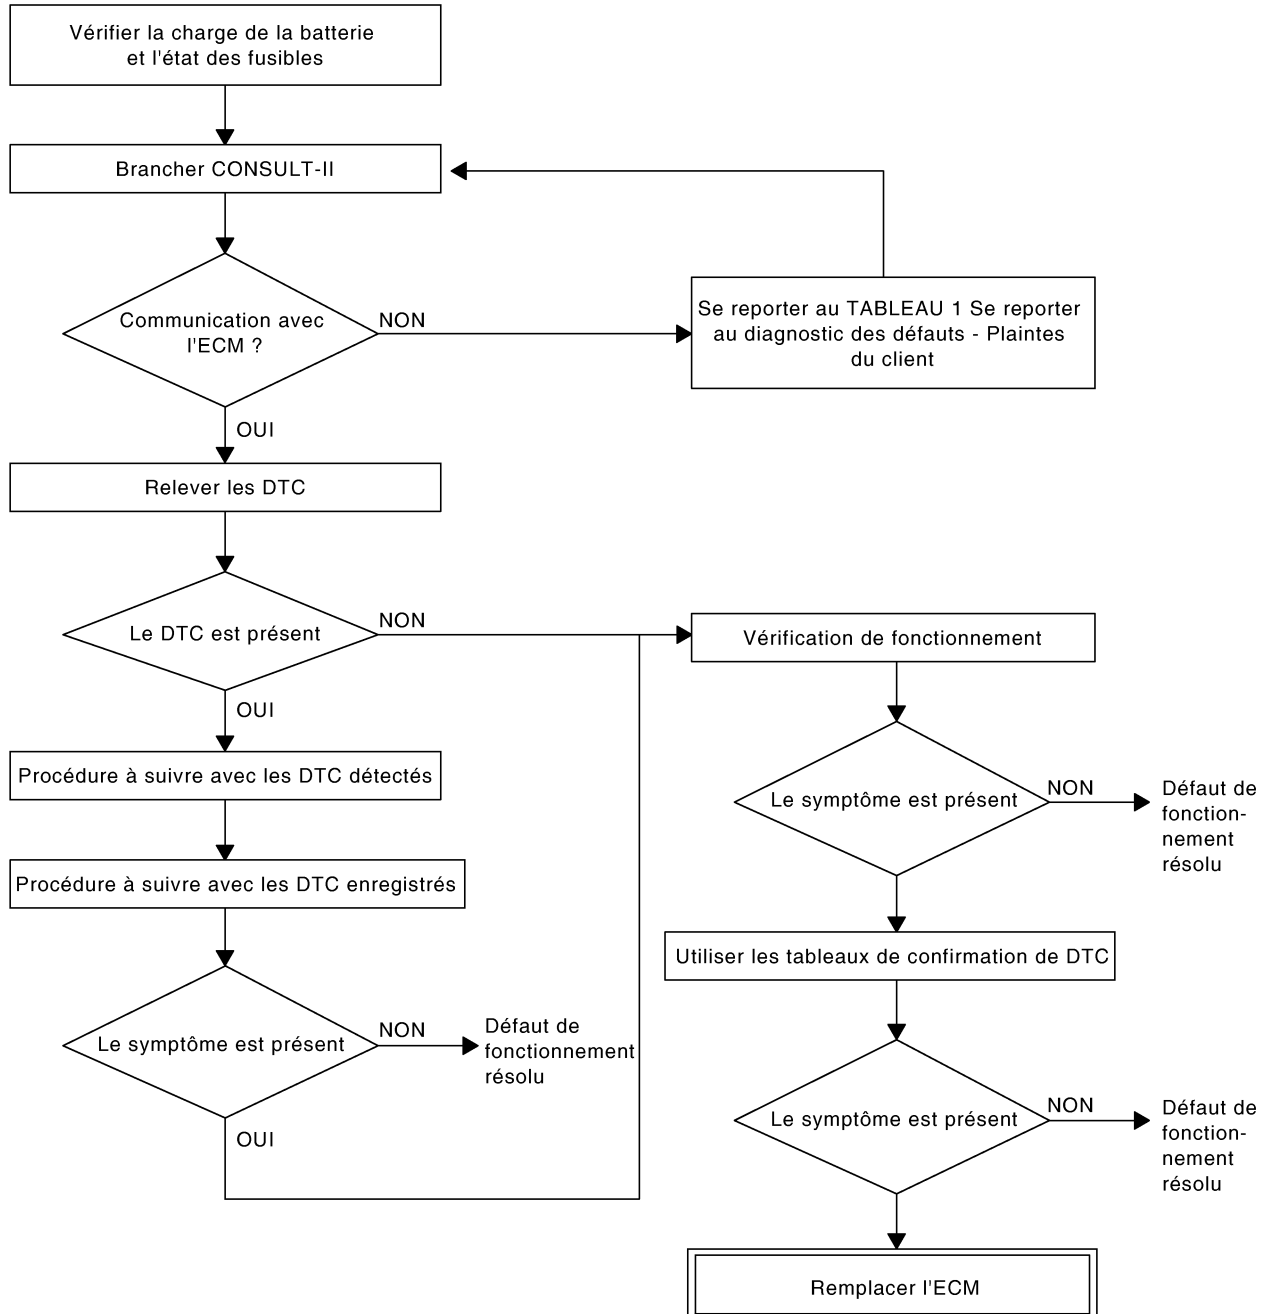 Vérifier la charge de la batterie
et l'état des fusibles
Brancher CONSULT-II
Communication avec
l'ECM ?
NON
Se reporter au TABLEAU 1 Se reporter
au diagnostic des défauts - Plaintes
du client
OUI
Relever les DTC
Le DTC est présent
NON
OUI
Procédure à suivre avec les DTC détectés
Procédure à suivre avec les DTC enregistrés
Le symptôme est présent
NON
Défaut de
fonctionnement
résolu
OUI
Vérification de fonctionnement
Le symptôme est présent
NON
Défaut de
fonction-
nement
résolu
Utiliser les tableaux de confirmation de DTC
Le symptôme est présent
NON
Défaut de
fonction-
nement
résolu
Remplacer l'ECM